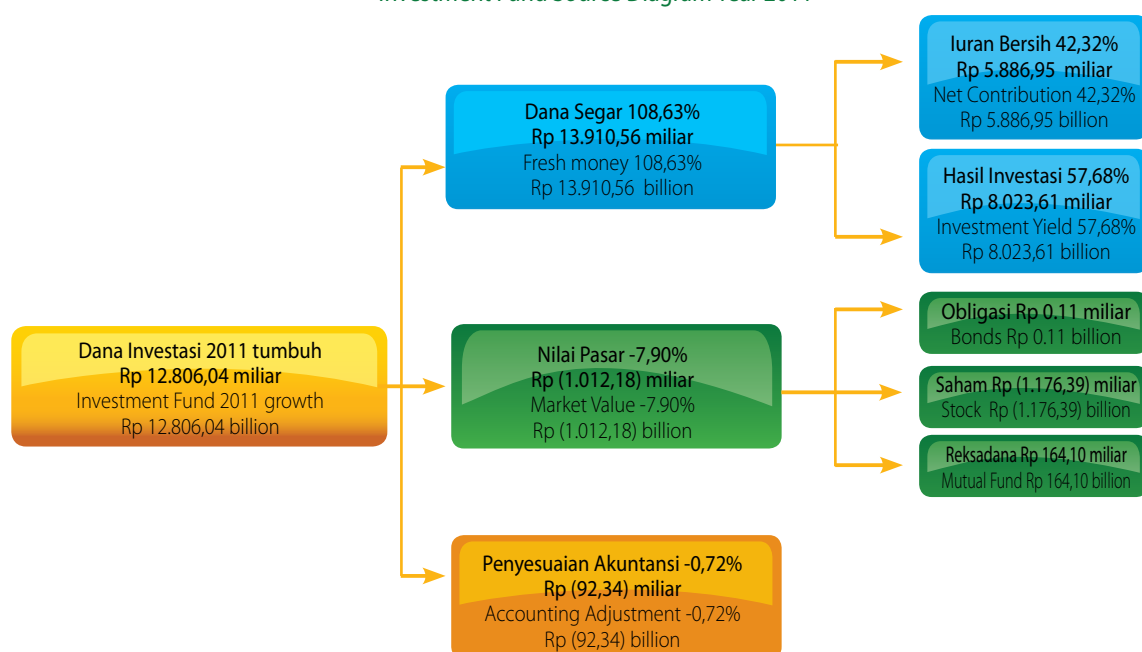 Investment Fund Source Diagram Year 2011
Iuran Bersih 42,32%
Rp 5.886,95 miliar
Net Contribution 42,32%
Rp 5.886,95 billion
Dana Segar 108,63%
Rp 13.910,56 miliar
Fresh money 108,63%
Rp 13.910,56 billion
Hasil Investasi 57,68%
Rp 8.023,61 miliar
Investment Yield 57,68%
Rp 8.023,61 billion
Dana Investasi 2011 tumbuh
Rp 12.806,04 miliar
Investment Fund 2011 growth
Rp 12.806,04 billion
Nilai Pasar -7,90%
Rp (1.012,18) miliar
Market Value -7.90%
Rp (1.012,18) billion
Obligasi Rp 0.11 miliar
Bonds Rp 0.11 billion
Saham Rp (1.176,39) miliar
Stock Rp (1.176,39) billion
Reksadana Rp 164,10 miliar
Mutual Fund Rp 164,10 billion
Penyesuaian Akuntansi -0,72%
Rp (92,34) miliar
Accounting Adjustment -0,72%
Rp (92,34) billion